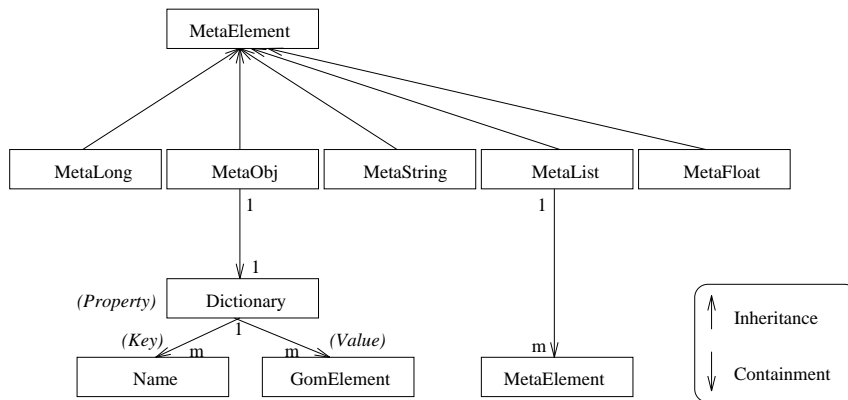 MetaElement
MetaLong MetaObj MetaString MetaList MetaFloat
1 1
1
(Property) Dictionary
1
(Key) (Value)
m m m
Name GomElement MetaElement
Inheritance
Containment